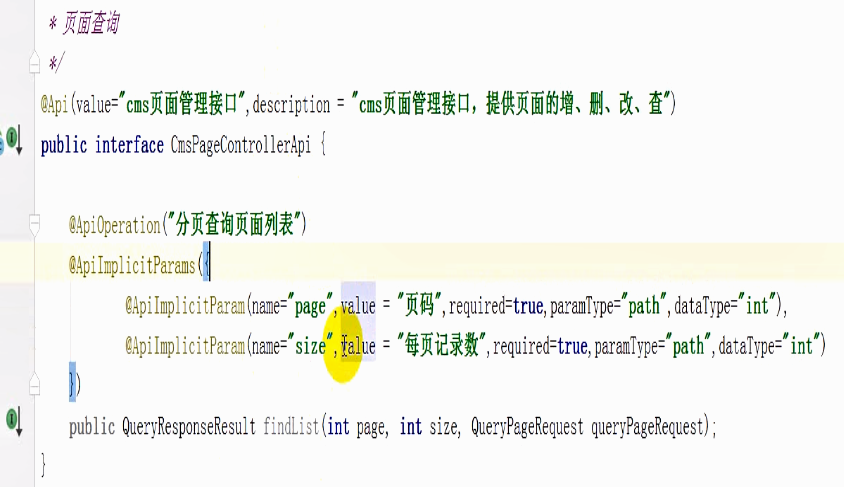 * 页面查询
*/
@Api(value="cms页面管理接口",description = "cms页面管理接口，提供页面的增、删、改、查")
public interface CmsPageControllerApi {
@ApiOperation("分页查询页面列表")
@ApiImplicitParams({
@ApiImplicitParam(name="page",value = "页码",required=true,paramType="path",dataType="int"),
@ApiImplicitParam(name="size",value = "每页记录数",required=true,paramType="path",dataType="int")
})
public QueryResponseResult findList(int page, int size, QueryPageRequest queryPageRequest);
}